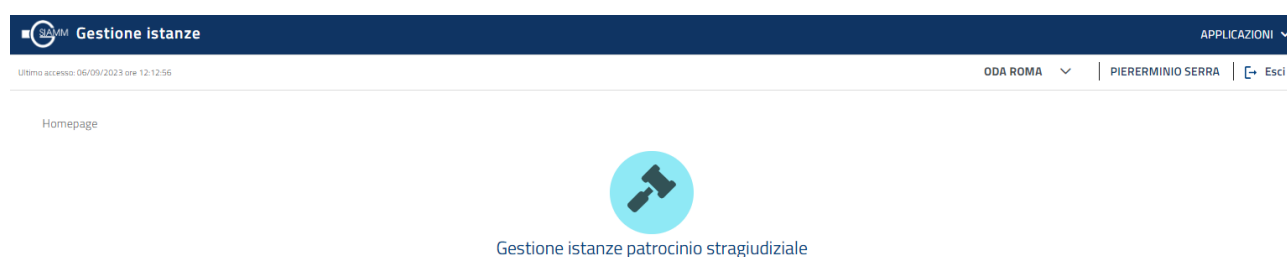 SIAMM Gestione istanze
APPLICAZIONI
Ultimo accesso: 06/09/2023 ore 12:12:56
ODA ROMA
PIERERMINIO SERRA
Esci
Homepage
Gestione istanze patrocinio stragiudiziale